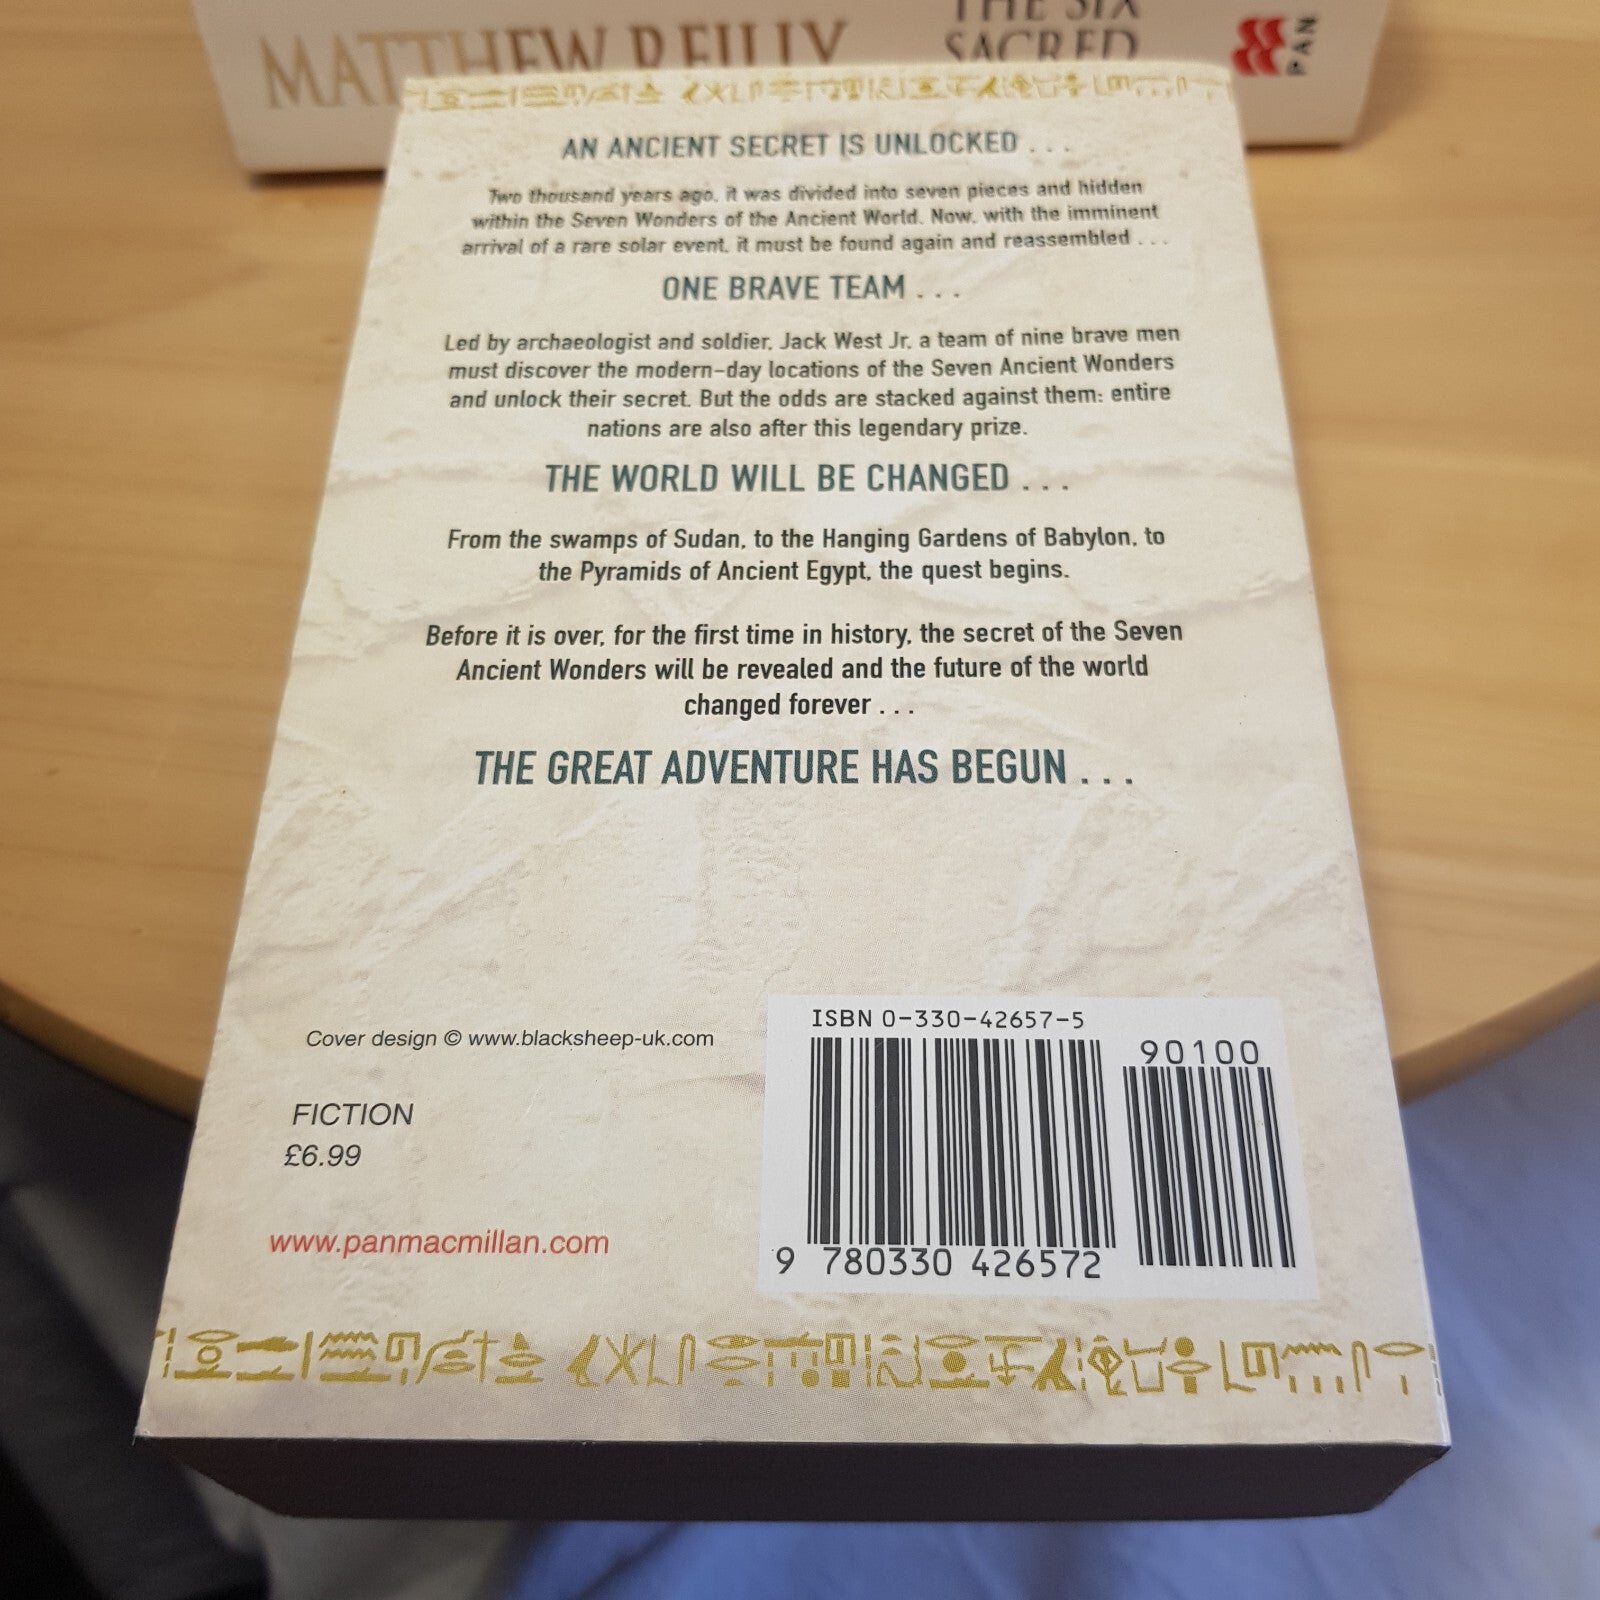 MATTHEW REILLY
THE SIX
SACRED
PAN
AN ANCIENT SECRET IS UNLOCKED . . .
Two thousand years ago, it was divided into seven pieces and hidden
within the Seven Wonders of the Ancient World. Now, with the imminent
arrival of a rare solar event, it must be found again and reassembled . . .
ONE BRAVE TEAM . . .
Led by archaeologist and soldier, Jack West Jr, a team of nine brave men
must discover the modern-day locations of the Seven Ancient Wonders
and unlock their secret. But the odds are stacked against them: entire
nations are also after this legendary prize.
THE WORLD WILL BE CHANGED . . .
From the swamps of Sudan, to the Hanging Gardens of Babylon, to
the Pyramids of Ancient Egypt, the quest begins.
Before it is over, for the first time in history, the secret of the Seven
Ancient Wonders will be revealed and the future of the world
changed forever . . .
THE GREAT ADVENTURE HAS BEGUN . . .
Cover design © www.blacksheep-uk.com
FICTION
£6.99
www.panmacmillan.com
ISBN 0-330-42657-5
90100
9 780330 426572